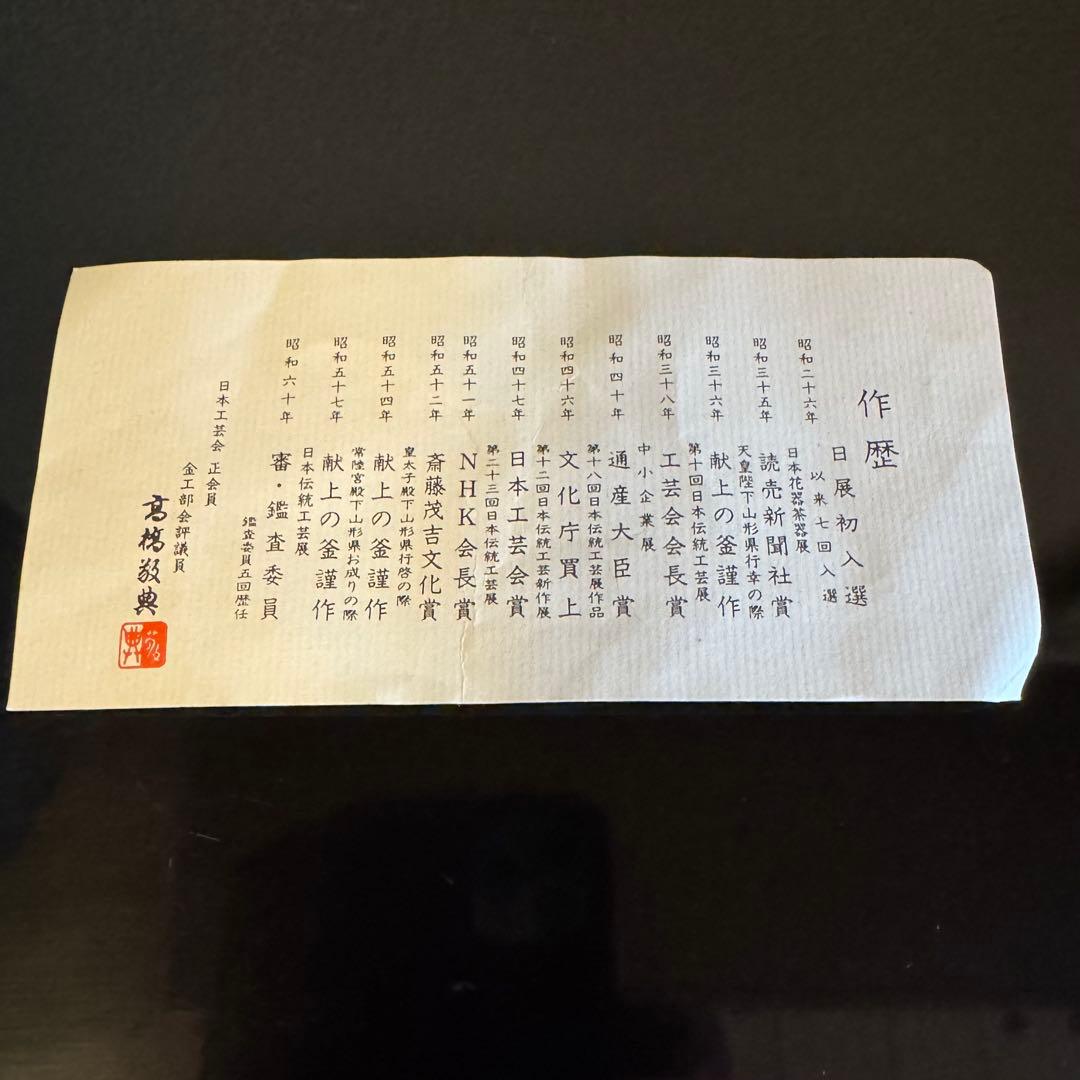 作歴
昭和二十六年 日展初入選
以来七回入選
昭和三十五年 日本花器茶器展
読売新聞社賞
昭和三十六年 天皇陛下山形県行幸の際
献上の釜謹作
昭和三十八年 第十回日本伝統工芸展
工芸会会長賞
昭和四十年 中小企業展
通産大臣賞
昭和四十六年 第十八回日本伝統工芸展作品
文化庁買上
昭和四十七年 第十二回日本伝統工芸新作展
日本工芸会賞
昭和五十一年 第二十三回日本伝統工芸展
NHK会長賞
昭和五十二年 斎藤茂吉文化賞
昭和五十四年 皇太子殿下山形県行啓の際
献上の釜謹作
昭和五十七年 常陸宮殿下山形県お成りの際
献上の釜謹作
昭和六十年 日本伝統工芸展
審・鑑査委員
鑑査委員五回歴任
日本工芸会 正会員
金工部会評議員
高橋敬典